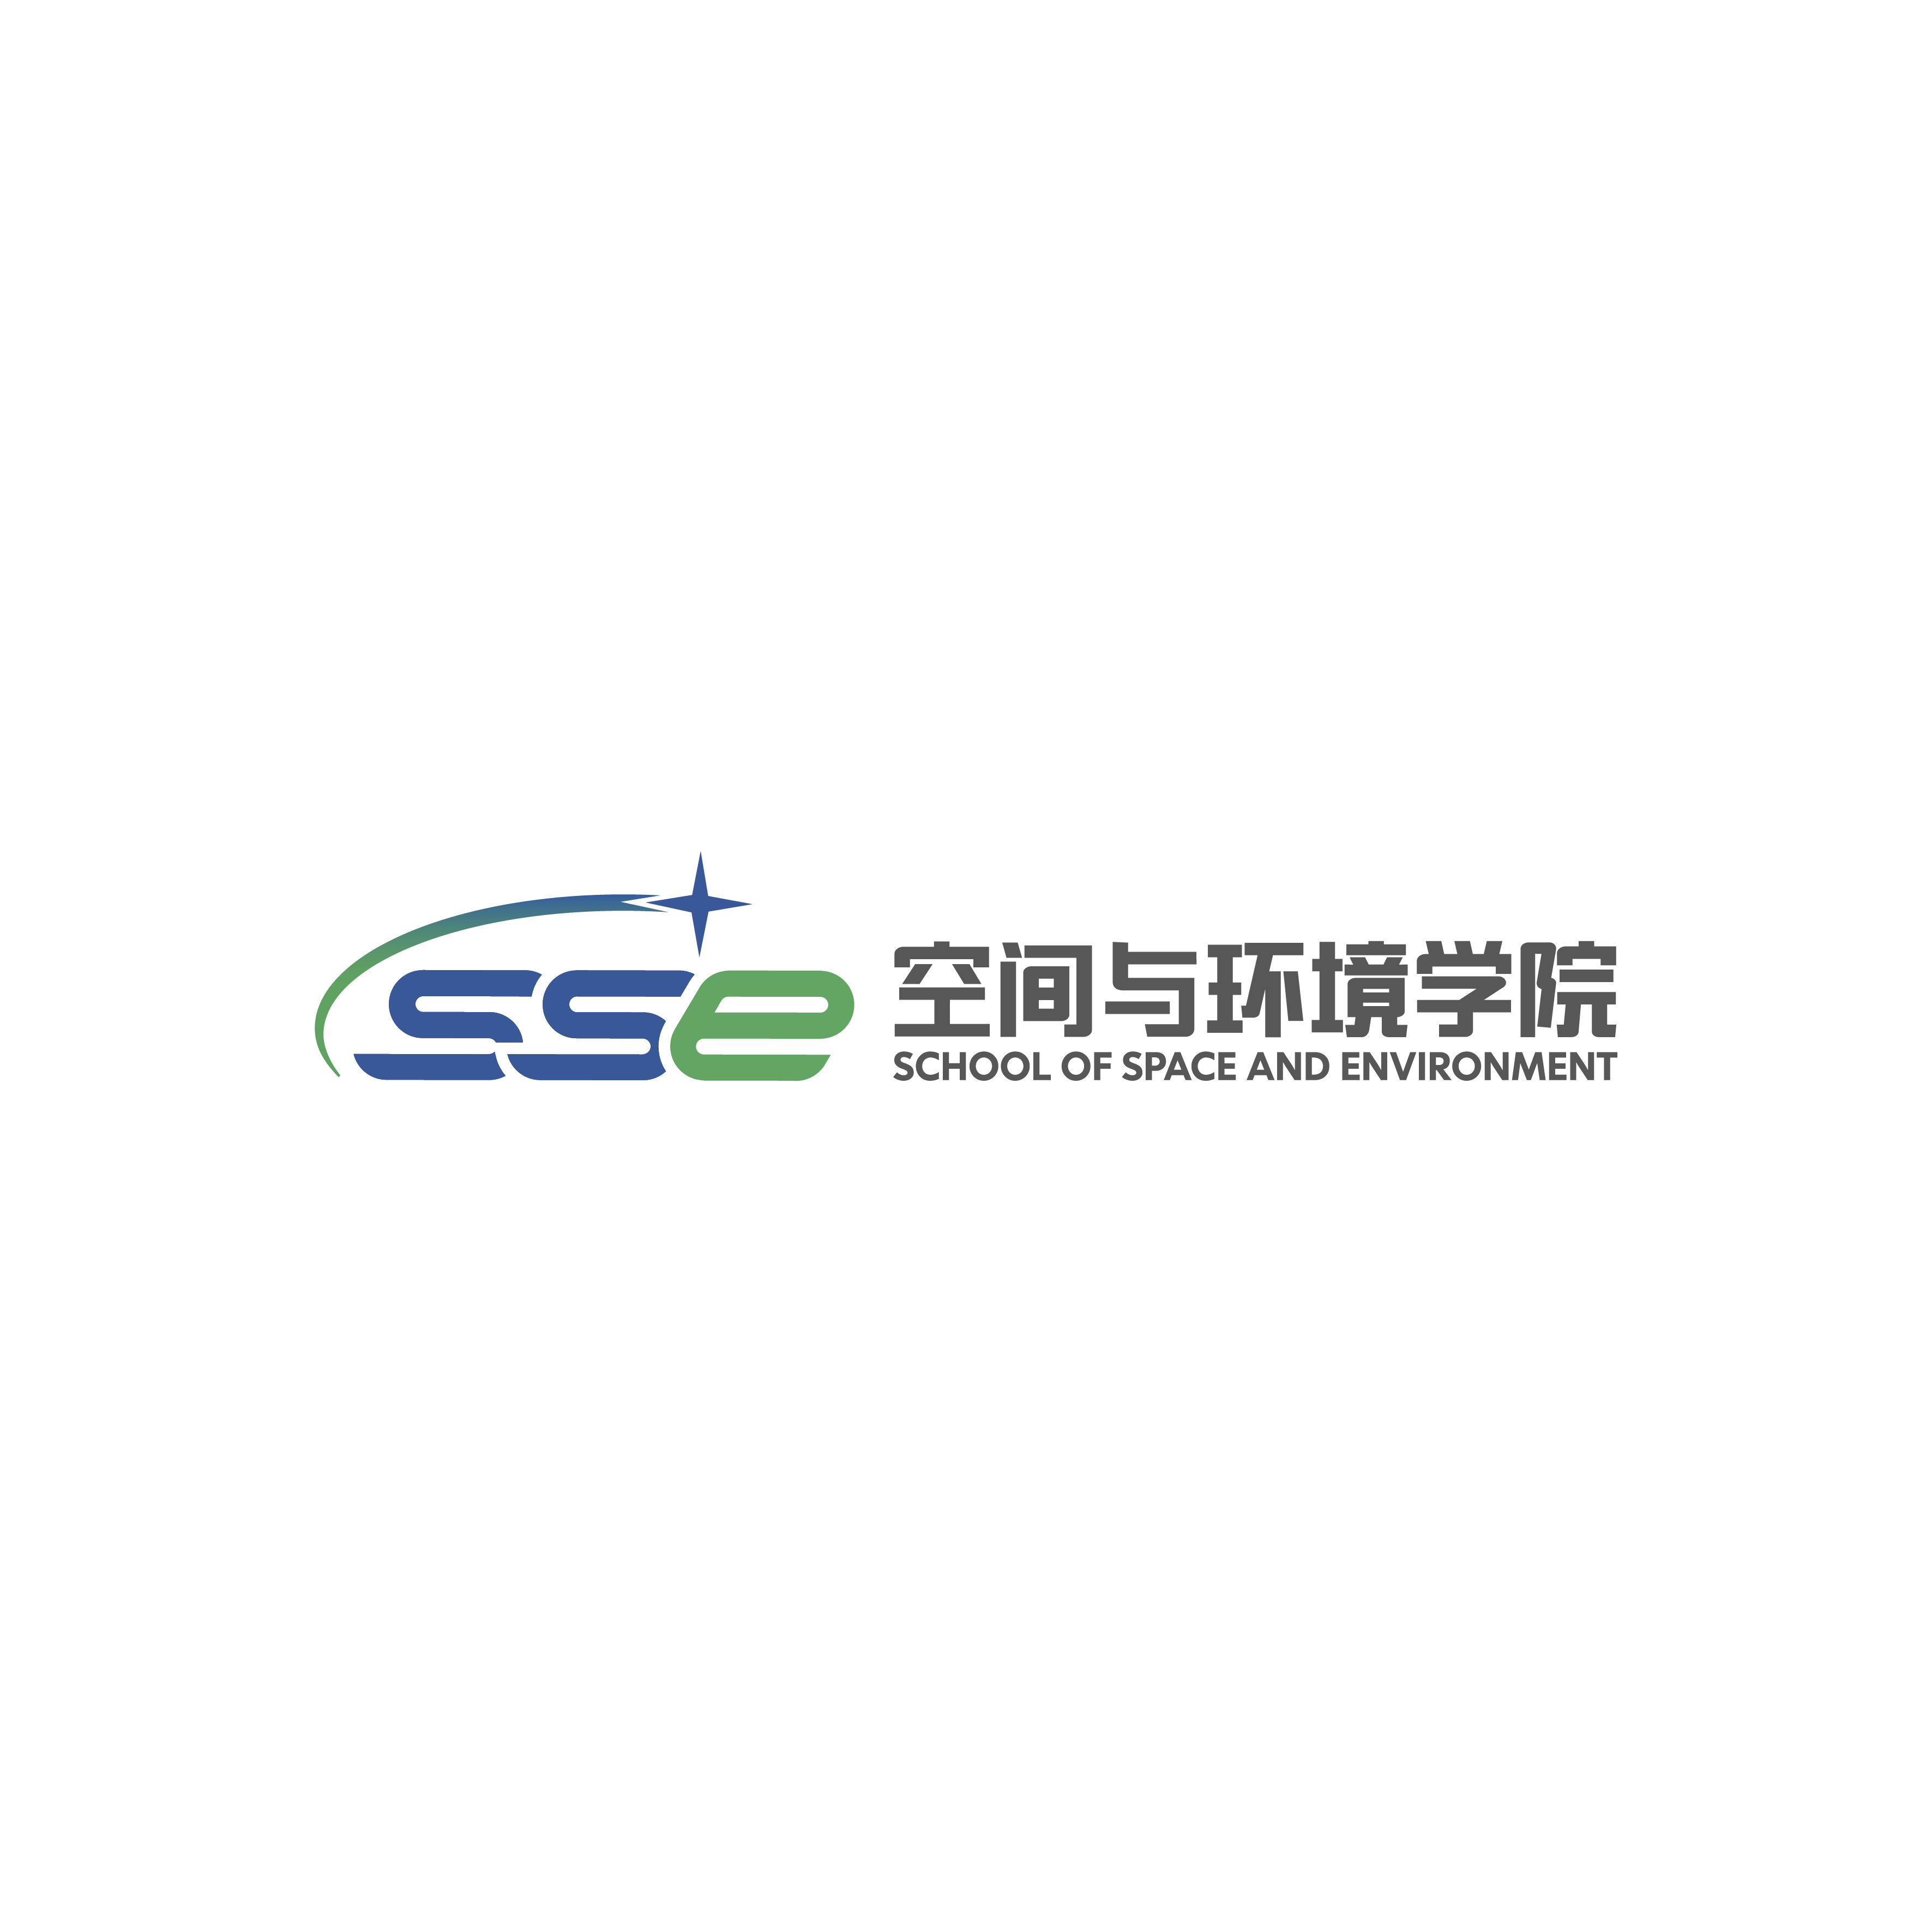 SSE
空间与环境学院
SCHOOL OF SPACE AND ENVIRONMENT